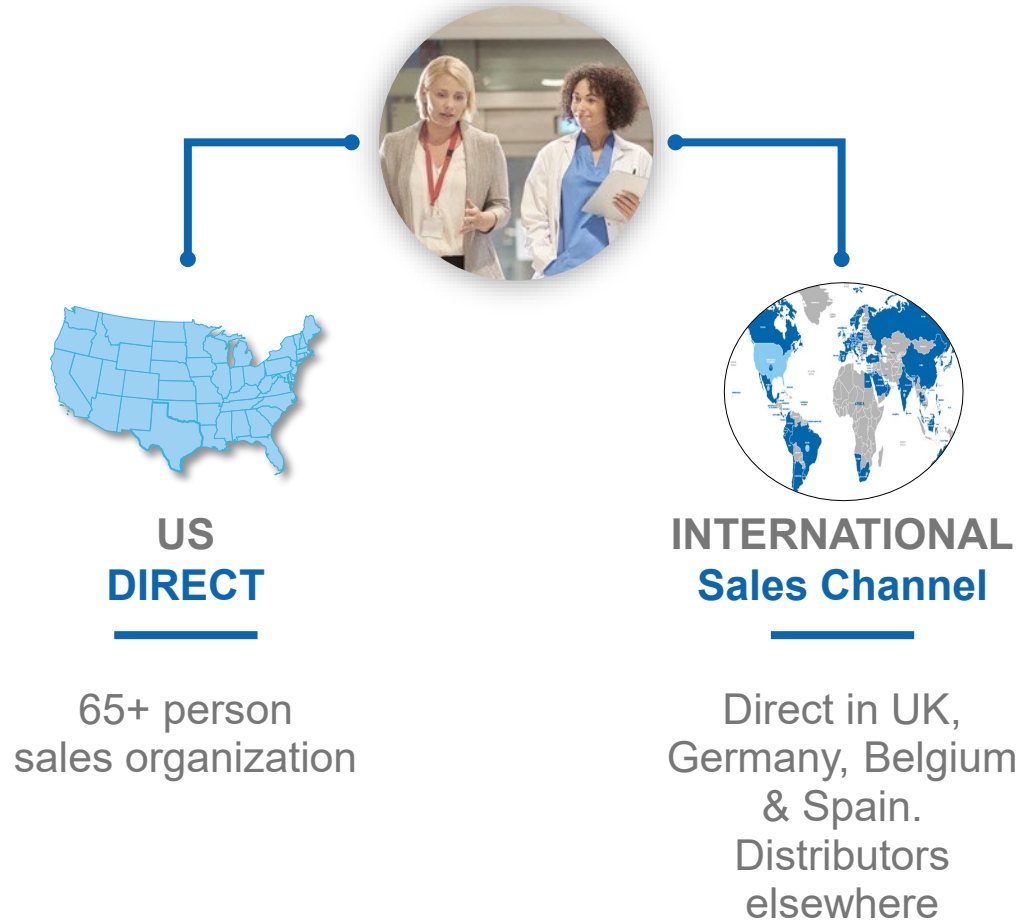 US
DIRECT
65+ person
sales organization
INTERNATIONAL
Sales Channel
Direct in UK,
Germany, Belgium
& Spain.
Distributors
elsewhere